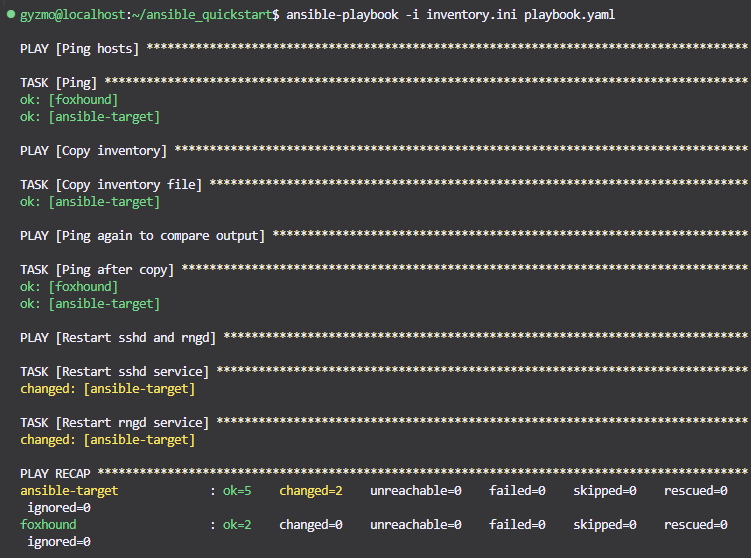 gyzmo@localhost:~/ansible_quickstart$ ansible-playbook -i inventory.ini playbook.yaml
PLAY [Ping hosts] **************************************************************************************
TASK [Ping] ********************************************************************************************
ok: [foxhound]
ok: [ansible-target]
PLAY [Copy inventory] **********************************************************************************
TASK [Copy inventory file] *****************************************************************************
ok: [ansible-target]
PLAY [Ping again to compare output] ********************************************************************
TASK [Ping after copy] *********************************************************************************
ok: [foxhound]
ok: [ansible-target]
PLAY [Restart sshd and rngd] ***************************************************************************
TASK [Restart sshd service] ****************************************************************************
changed: [ansible-target]
TASK [Restart rngd service] ****************************************************************************
changed: [ansible-target]
PLAY RECAP *********************************************************************************************
ansible-target             : ok=5    changed=2    unreachable=0    failed=0    skipped=0    rescued=0
ignored=0
foxhound                   : ok=2    changed=0    unreachable=0    failed=0    skipped=0    rescued=0
ignored=0